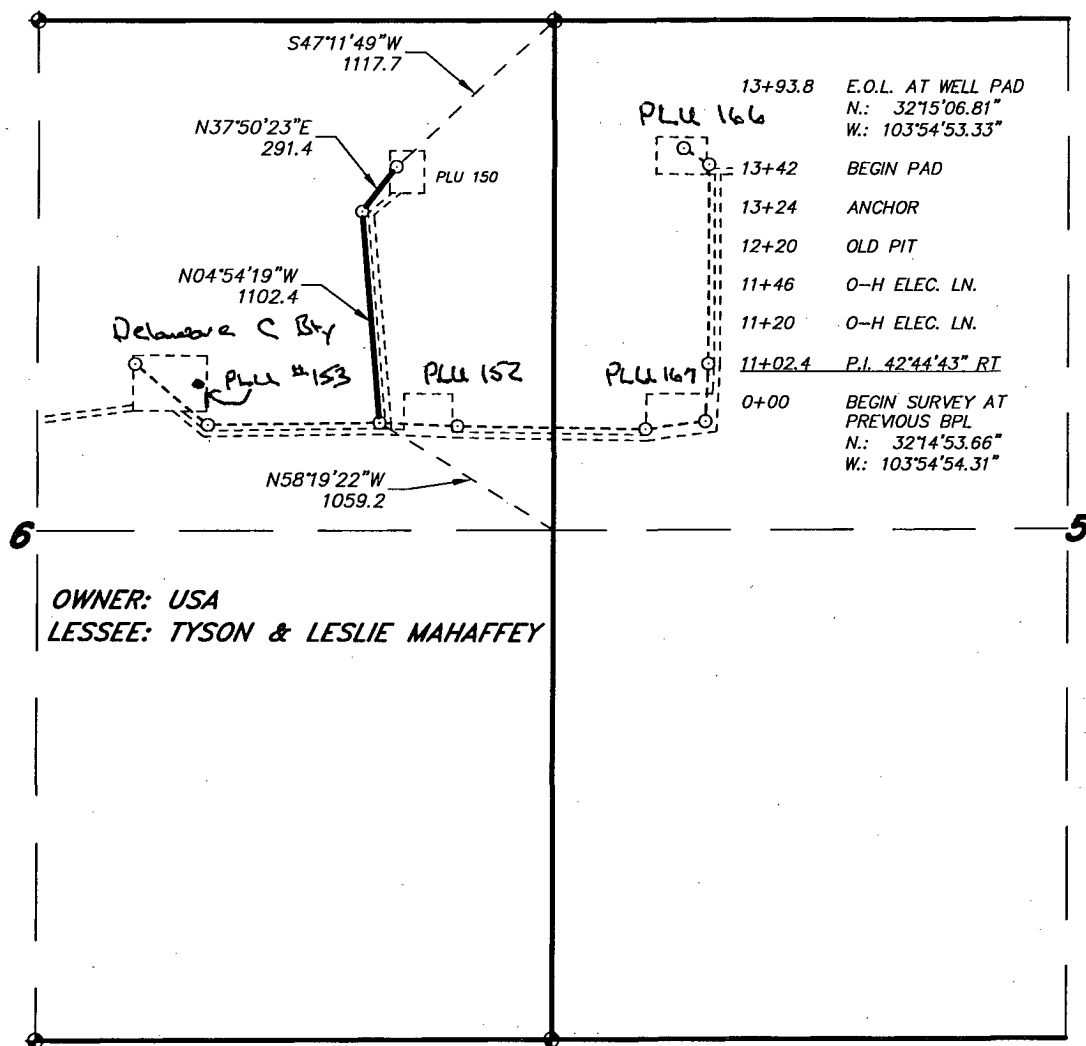 S47°11'49"W
1117.7
N37°50'23"E
291.4
PLU 150
N04°54'19"W
1102.4
Delaware C Bty
PLU #153
PLU 152
PLU 167
PLU 166
N58°19'22"W
1059.2
13+93.8 E.O.L. AT WELL PAD
N.: 32°15'06.81"
W.: 103°54'53.33"
13+42 BEGIN PAD
13+24 ANCHOR
12+20 OLD PIT
11+46 O-H ELEC. LN.
11+20 O-H ELEC. LN.
11+02.4 P.I. 42°44'43" RT
0+00 BEGIN SURVEY AT
PREVIOUS BPL
N.: 32°14'53.66"
W.: 103°54'54.31"
6
5
OWNER: USA
LESSEE: TYSON & LESLIE MAHAFFEY